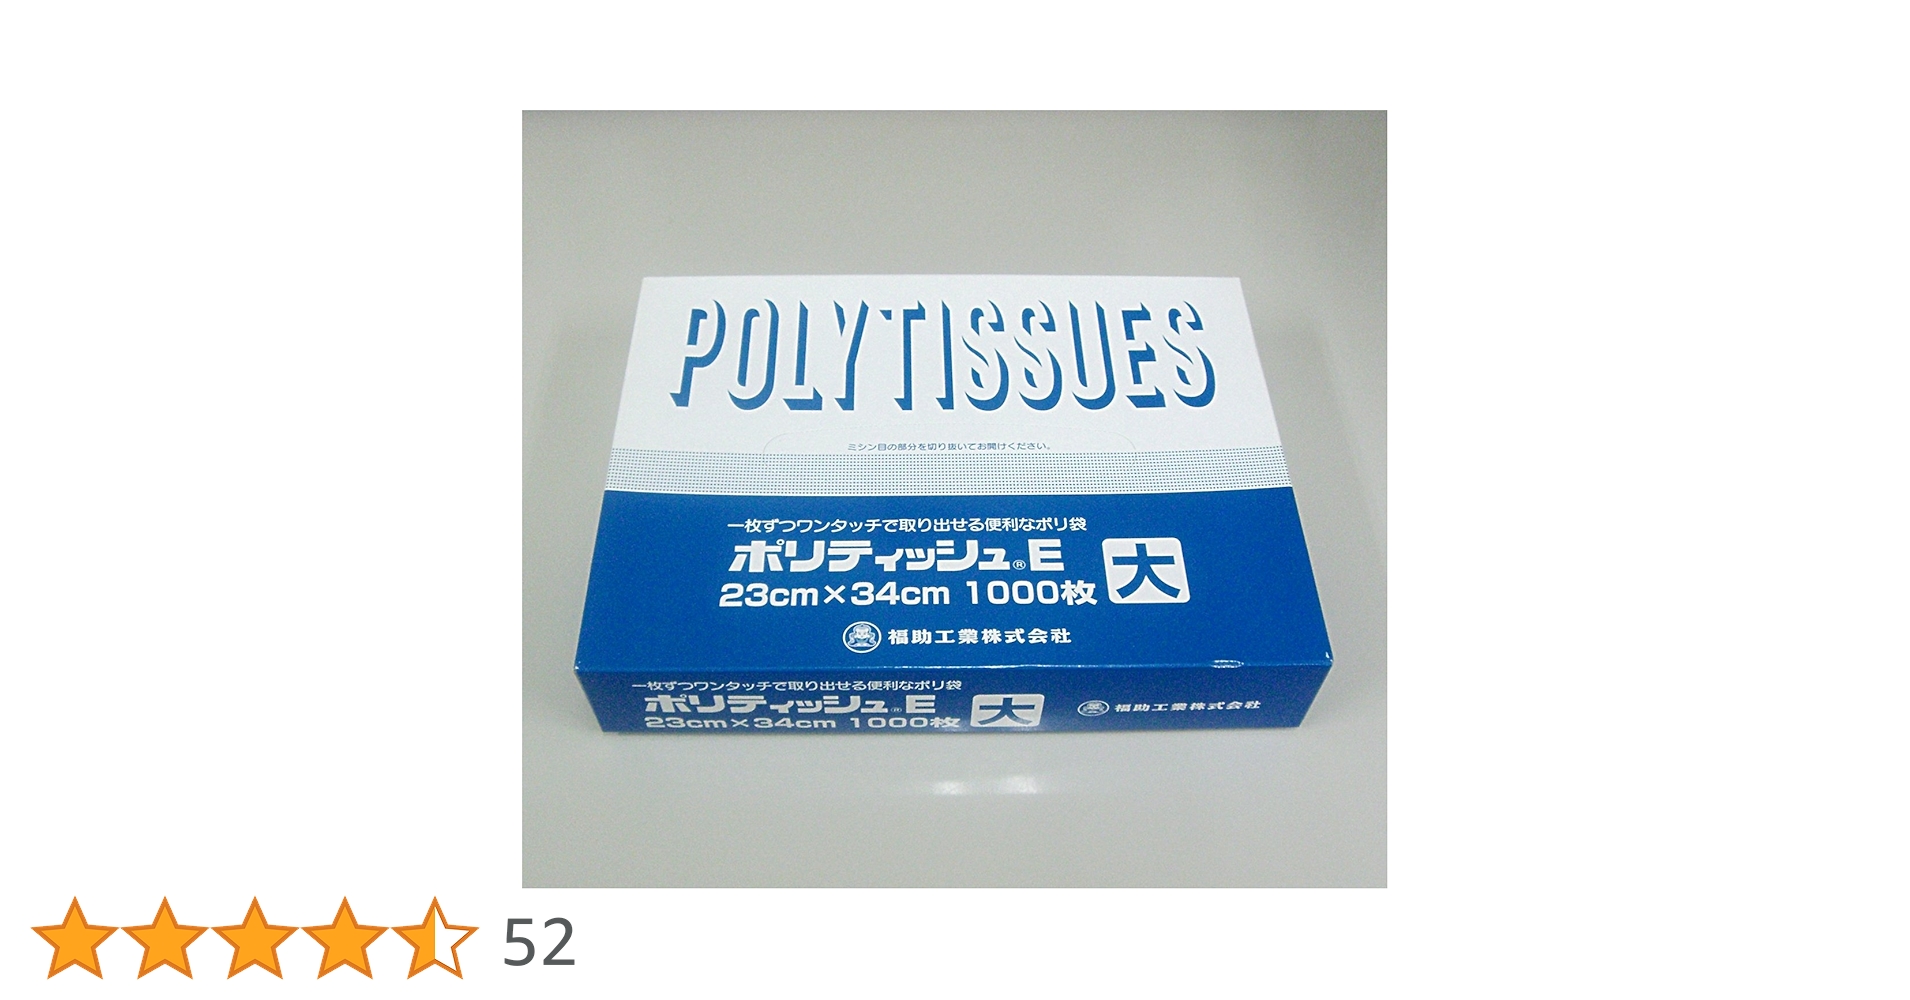 POLYTISSUES
ミシン目の部分を切り抜いてお開けください。
一枚ずつワンタッチで取り出せる便利なポリ袋
ポリティッシュ®E
23cm×34cm 1000枚 大
福助工業株式会社
一枚ずつワンタッチで取り出せる便利なポリ袋
ポリティッシュ®E
23cm×34cm 1000枚 大
福助工業株式会社
52